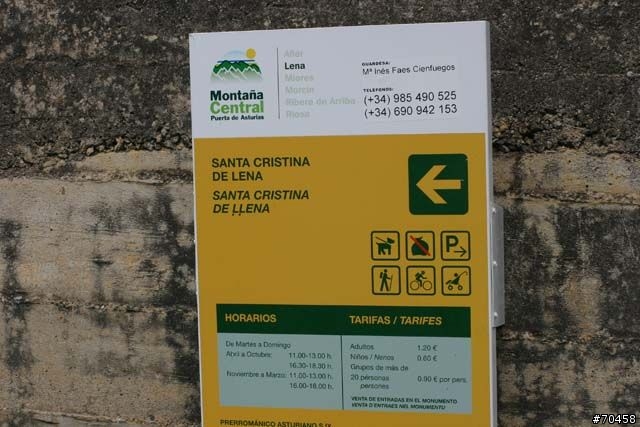 Montaña
Central
Puerta de Asturias
Aller
Lena
Mieres
Morcín
Ribera de Arriba
Riosa
GUARDESA:
Mª Inés Faes Cienfuegos
TELÉFONOS:
(+34) 985 490 525
(+34) 690 942 153
SANTA CRISTINA
DE LENA
SANTA CRISTINA
DE ḶḶENA
P
HORARIOS
De Martes a Domingo
Abril a Octubre: 11.00-13.00 h.
16.30-18.30 h.
Noviembre a Marzo: 11.00-13.00 h.
16.00-18.00 h.
TARIFAS / TARIFES
Adultos 1.20 €
Niños / Nenos 0.60 €
Grupos de más de
20 personas 0.90 € por pers.
persones
VENTA DE ENTRADAS EN EL MONUMENTO
VENTA D'ENTRAES NEL MONUMENTU
PRERROMÁNICO ASTURIANO S.IX
#70458